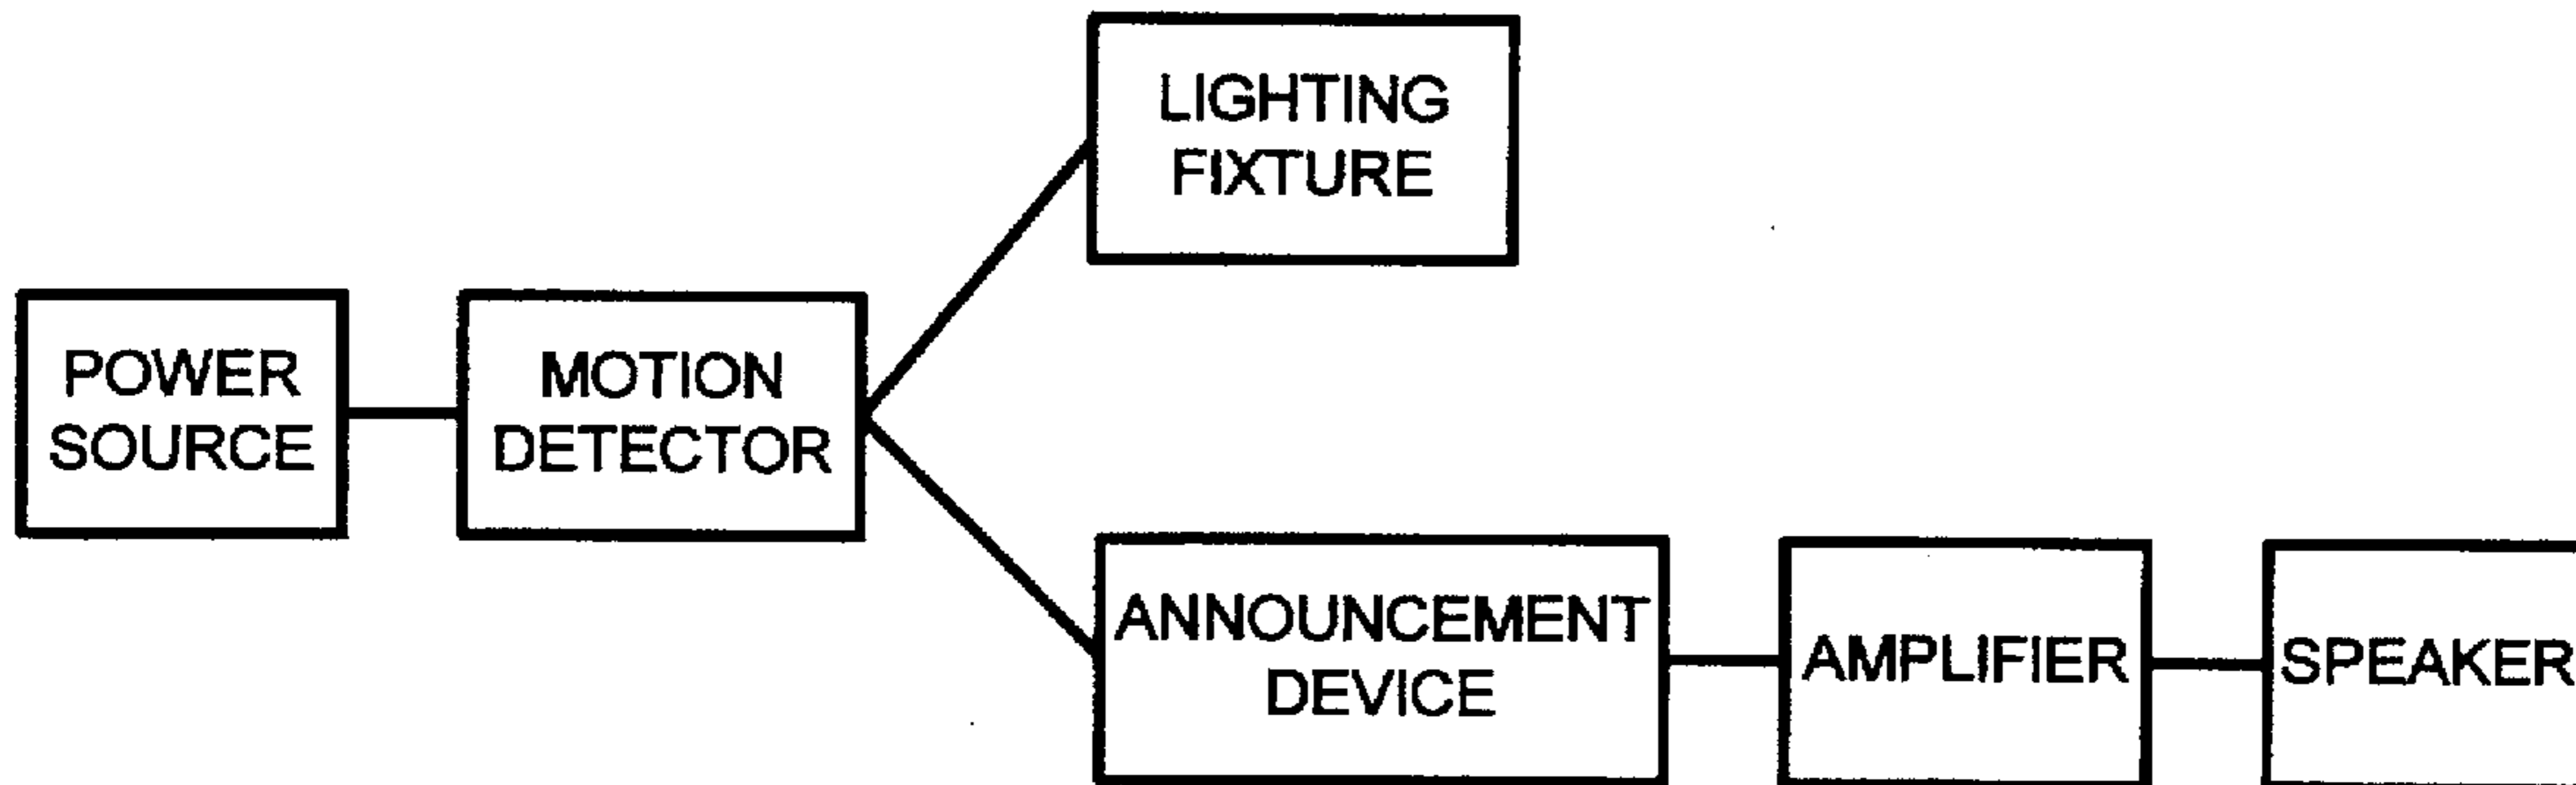 LIGHTING
FIXTURE
POWER
SOURCE
MOTION
DETECTOR
ANNOUNCEMENT
DEVICE
AMPLIFIER
SPEAKER